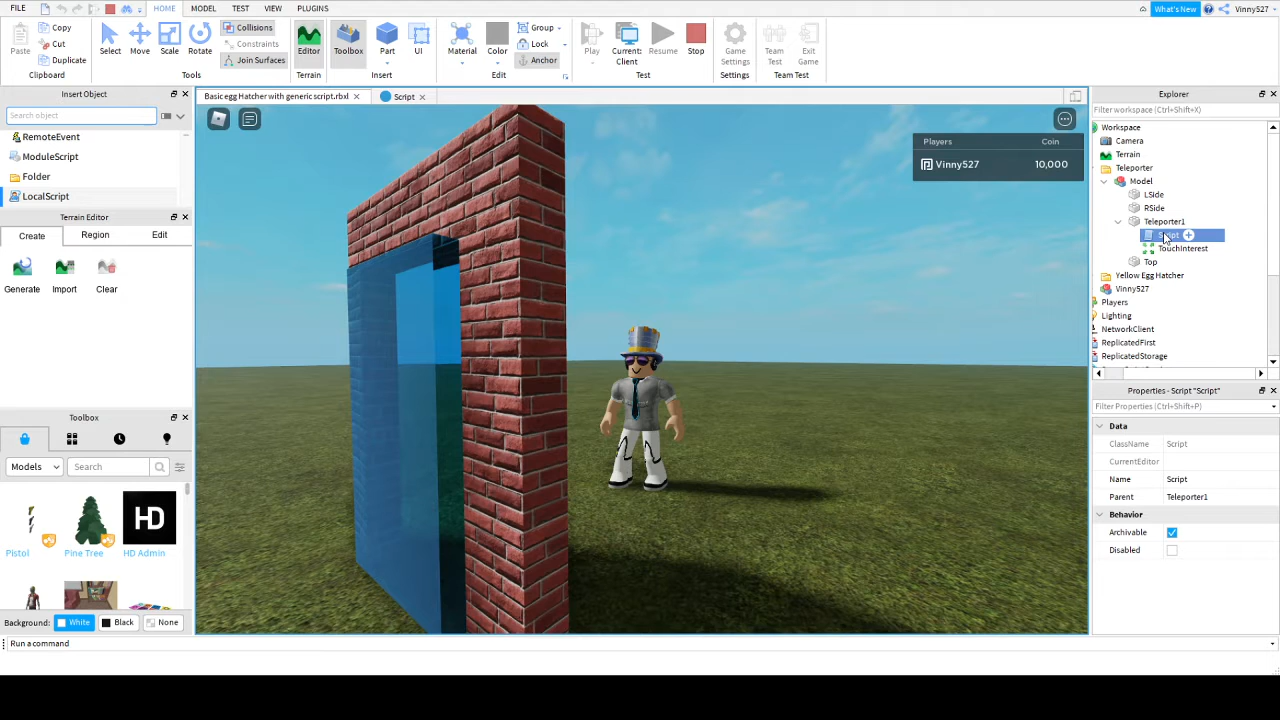 FILE
HOME
MODEL
TEST
VIEW
PLUGINS
What's New
Vinny527
Paste
Copy
Cut
Duplicate
Clipboard
Select
Move
Scale
Rotate
Collisions
Constraints
Join Surfaces
Tools
Editor
Terrain
Toolbox
Part
UI
Insert
Material
Color
Group
Lock
Anchor
Edit
Play
Current:
Client
Resume
Stop
Test
Game
Settings
Settings
Team
Test
Exit
Game
Team Test
Insert Object
Search object
RemoteEvent
ModuleScript
Folder
LocalScript
Terrain Editor
Create
Region
Edit
Generate
Import
Clear
Toolbox
Models
Search
HD
Pistol
Pine Tree
HD Admin
Background:
White
Black
None
Run a command
Basic egg Hatcher with generic script.rbxl
Script
Players
Coin
Vinny527
10,000
Explorer
Filter workspace (Ctrl+Shift+X)
Workspace
Camera
Terrain
Teleporter
Model
LSide
RSide
Teleporter1
Script
TouchInterest
Top
Yellow Egg Hatcher
Vinny527
Players
Lighting
NetworkClient
ReplicatedFirst
ReplicatedStorage
Properties - Script "Script"
Filter Properties (Ctrl+Shift+P)
Data
ClassName Script
CurrentEditor
Name Script
Parent Teleporter1
Behavior
Archivable
Disabled